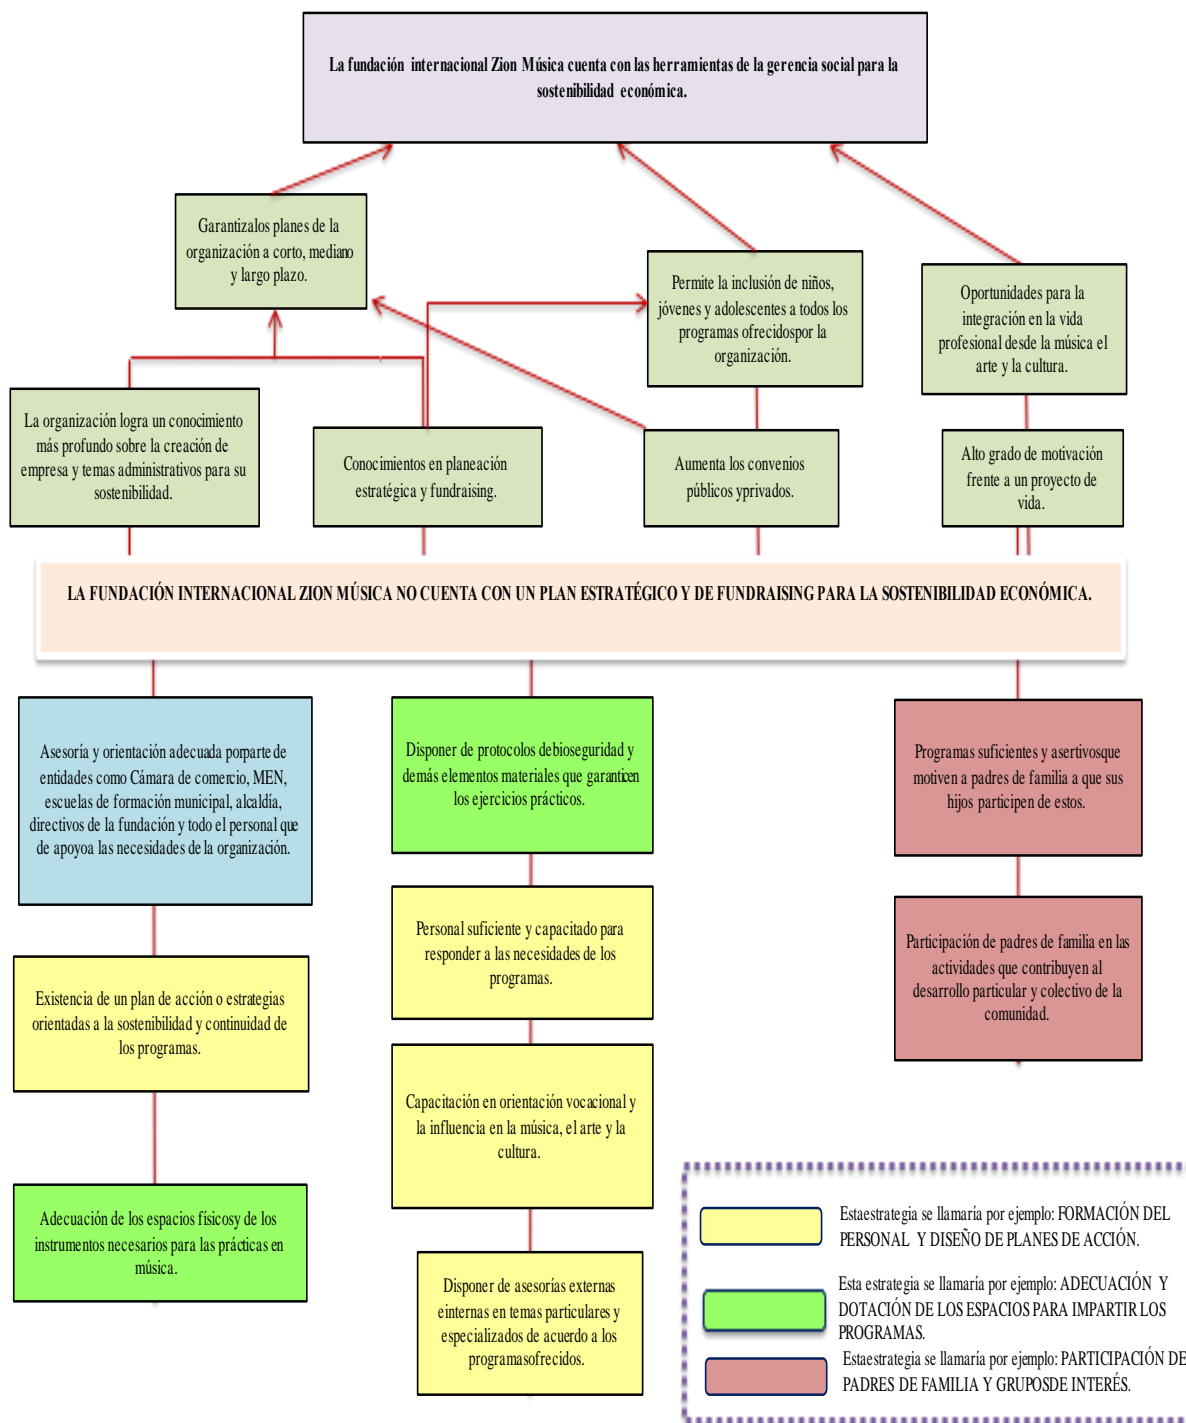 La fundación internacional Zion Música cuenta con las herramientas de la gerencia social para la
sostenibilidad económica.
Garantizalos planes de la
organización a corto, mediano
y largo plazo.
Permite la inclusión de niños,
jóvenes y adolescentes a todos los
programas ofrecidospor la
organización.
Oportunidades para la
integración en la vida
profesional desde la música el
arte y la cultura.
La organización logra un conocimiento
más profundo sobre la creación de
empresa y temas administrativos para su
sostenibilidad.
Conocimientos en planeación
estratégica y fundraising.
Aumenta los convenios
públicos yprivados.
Alto grado de motivación
frente a un proyecto de
vida.
LA FUNDACIÓN INTERNACIONAL ZION MÚSICA NO CUENTA CON UN PLAN ESTRATÉGICO Y DE FUNDRAISING PARA LA SOSTENIBILIDAD ECONÓMICA.
Asesoría y orientación adecuada porparte de
entidades como Cámara de comercio, MEN,
escuelas de formación municipal, alcaldía,
directivos de la fundación y todo el personal que
de apoyoa las necesidades de la organización.
Existencia de un plan de acción o estrategias
orientadas a la sostenibilidad y continuidad de
los programas.
Adecuación de los espacios físicosy de los
instrumentos necesarios para las prácticas en
música.
Disponer de protocolos debioseguridad y
demás elementos materiales que garanticen
los ejercicios prácticos.
Personal suficiente y capacitado para
responder a las necesidades de los
programas.
Capacitación en orientación vocacional y
la influencia en la música, el arte y la
cultura.
Disponer de asesorías externas
einternas en temas particulares y
especializados de acuerdo a los
programasofrecidos.
Programas suficientes y asertivosque
motiven a padres de familia a que sus
hijos participen de estos.
Participación de padres de familia en las
actividades que contribuyen al
desarrollo particular y colectivo de la
comunidad.
Estaestrategia se llamaría por ejemplo: FORMACIÓN DEL
PERSONAL Y DISEÑO DE PLANES DE ACCIÓN.
Esta estrategia se llamaría por ejemplo: ADECUACIÓN Y
DOTACIÓN DE LOS ESPACIOS PARA IMPARTIR LOS
PROGRAMAS.
Estaestrategia se llamaría por ejemplo: PARTICIPACIÓN DE
PADRES DE FAMILIA Y GRUPOSDE INTERÉS.